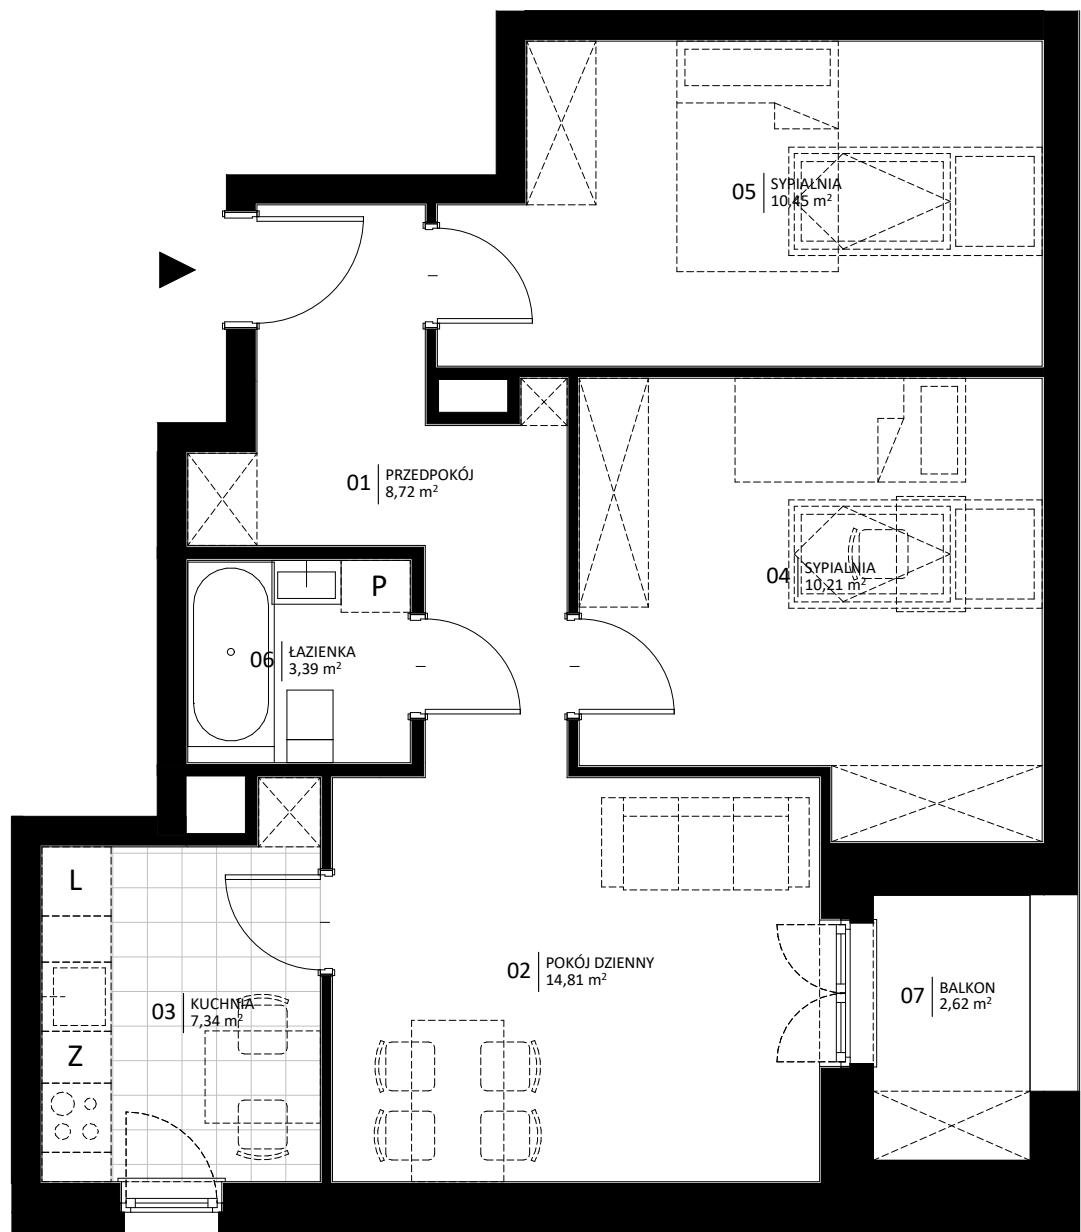 05
SYPIALNIA
10,45 m²
01
PRZEDPOKÓJ
8,72 m²
04
SYPIALNIA
10,21 m²
P
06
ŁAZIENKA
3,39 m²
L
02
POKÓJ DZIENNY
14,81 m²
07
BALKON
2,62 m²
03
KUCHNIA
7,34 m²
Z